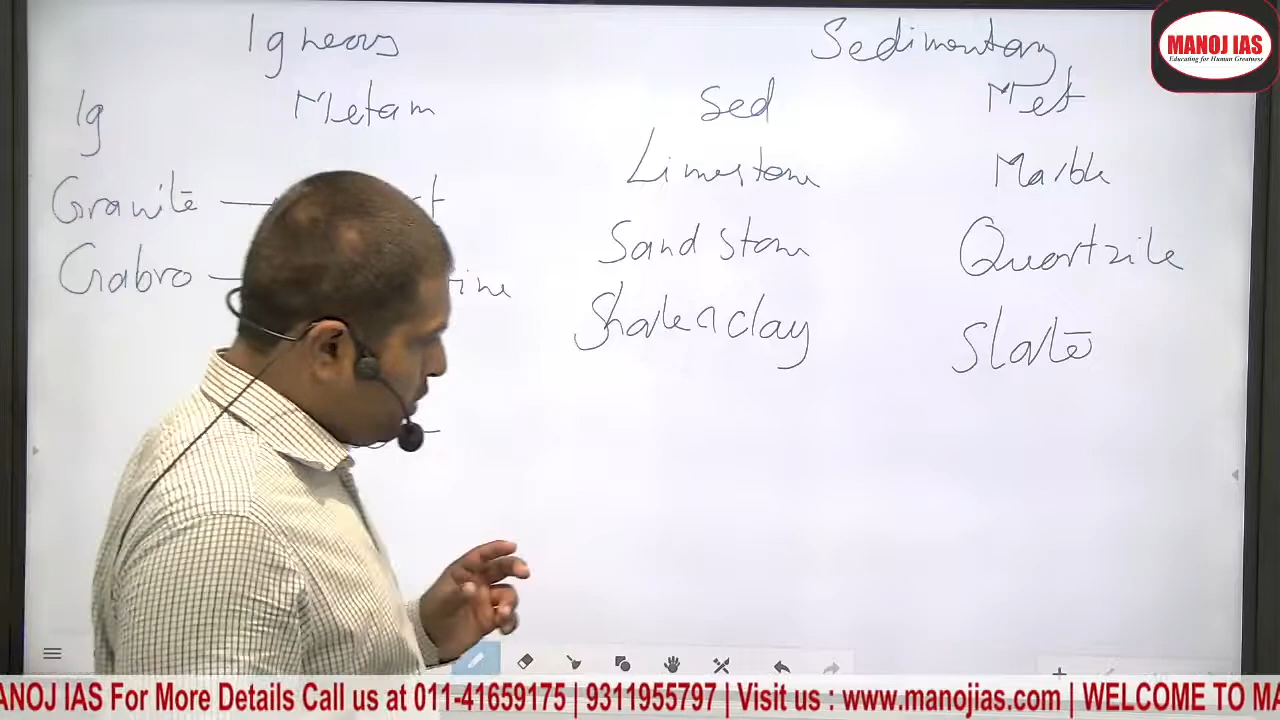 Igneous
Sedimentary
MANOJ IAS
Educating for Human Greatness
Ig
Metam
Sed
Met
Limestone
Marble
Granite
Sand stone
Quartzite
Gabro
Shale n clay
Slate
ANOJ IAS For More Details Call us at 011-41659175 | 9311955797 | Visit us : www.manojias.com | WELCOME TO MA